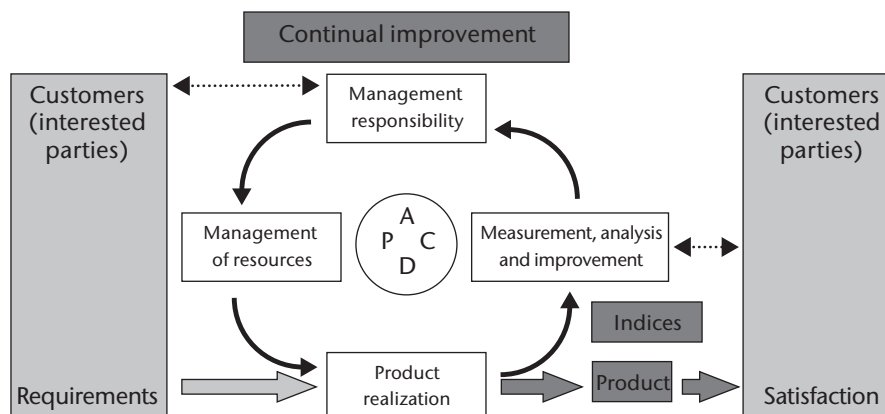 Continual improvement
Customers
(interested
parties)
Management
responsibility
Customers
(interested
parties)
Management
of resources
A
P C
D
Measurement, analysis
and improvement
Indices
Requirements
Product
realization
Product
Satisfaction